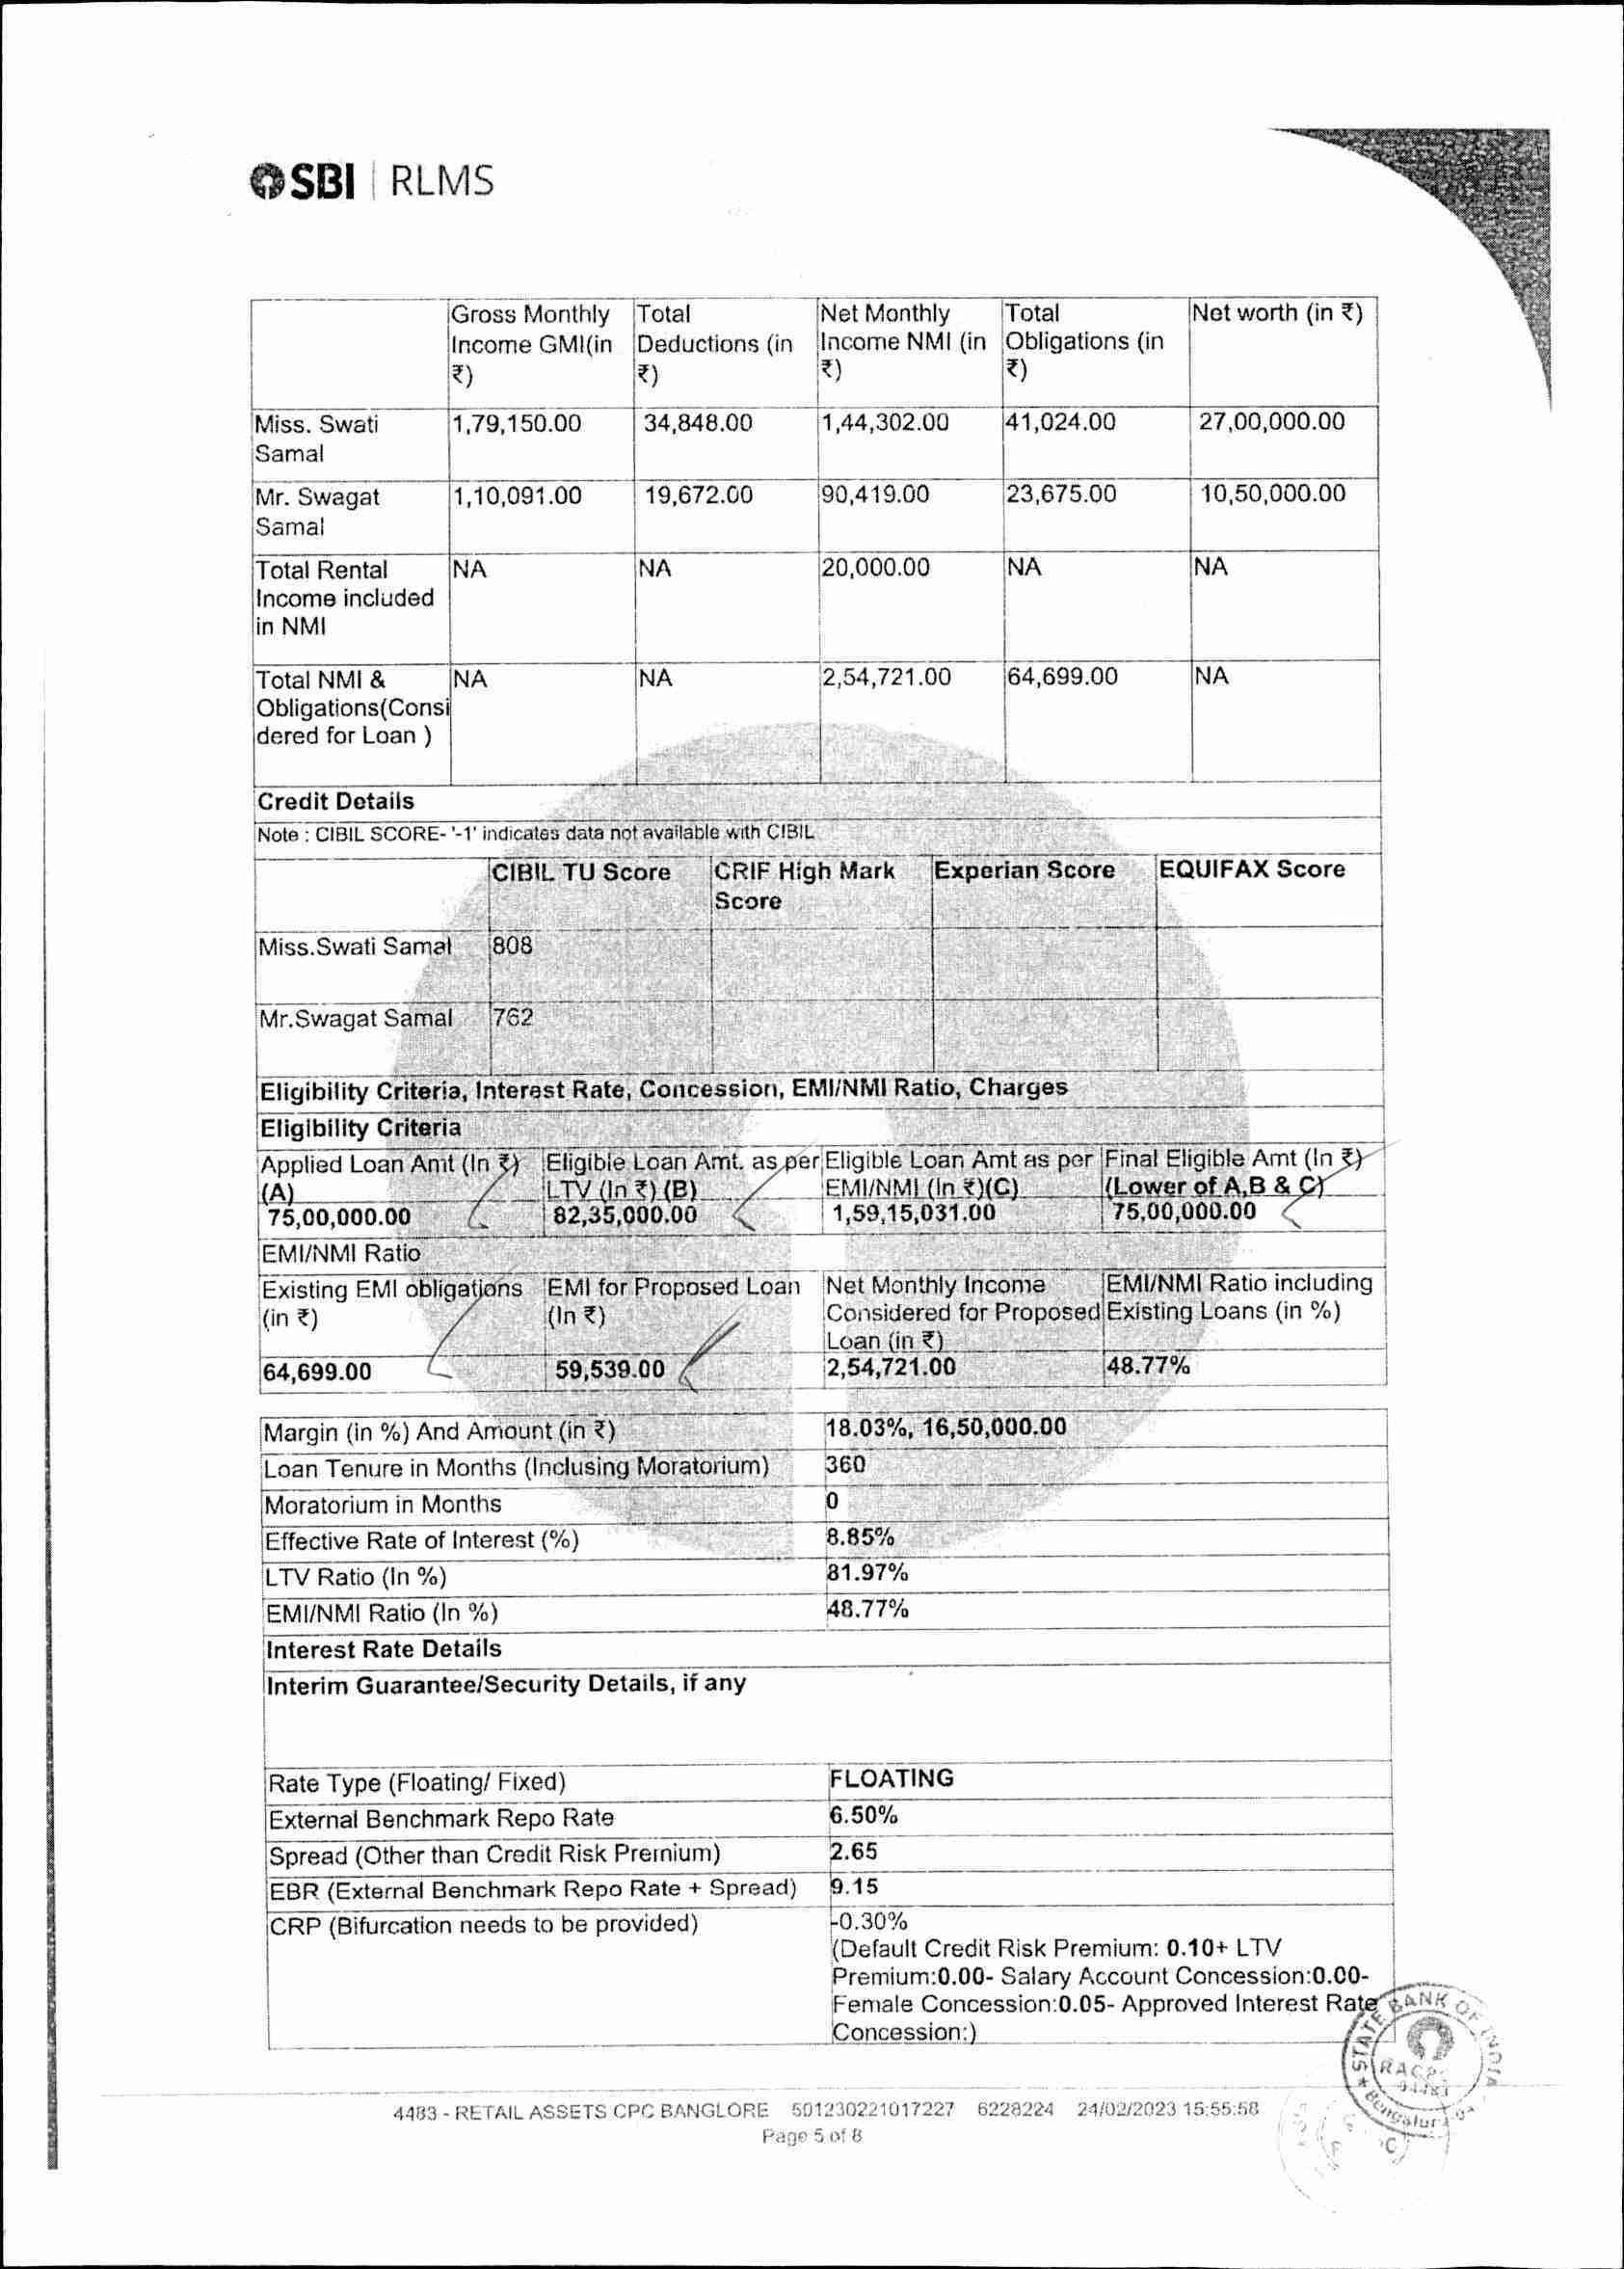 SBI | RLMS
Gross Monthly Income GMI(in ₹) Total Deductions (in ₹) Net Monthly Income NMI (in ₹) Total Obligations (in ₹) Net worth (in ₹)
Miss. Swati Samal 1,79,150.00 34,848.00 1,44,302.00 41,024.00 27,00,000.00
Mr. Swagat Samal 1,10,091.00 19,672.00 90,419.00 23,675.00 10,50,000.00
Total Rental Income included in NMI NA NA 20,000.00 NA NA
Total NMI & Obligations(Considered for Loan ) NA NA 2,54,721.00 64,699.00 NA
Credit Details
Note : CIBIL SCORE- '-1' indicates data not available with CIBIL
CIBIL TU Score CRIF High Mark Score Experian Score EQUIFAX Score
Miss.Swati Samal 808
Mr.Swagat Samal 762
Eligibility Criteria, Interest Rate, Concession, EMI/NMI Ratio, Charges
Eligibility Criteria
Applied Loan Amt (In ₹) (A) Eligible Loan Amt. as per LTV (In ₹) (B) Eligible Loan Amt as per EMI/NMI (In ₹)(C) Final Eligible Amt (In ₹) (Lower of A,B & C)
75,00,000.00 82,35,000.00 1,59,15,031.00 75,00,000.00
EMI/NMI Ratio
Existing EMI obligations (in ₹) EMI for Proposed Loan (In ₹) Net Monthly Income Considered for Proposed Loan (in ₹) EMI/NMI Ratio including Existing Loans (in %)
64,699.00 59,539.00 2,54,721.00 48.77%
Margin (in %) And Amount (in ₹) 18.03%, 16,50,000.00
Loan Tenure in Months (Inclusing Moratorium) 360
Moratorium in Months 0
Effective Rate of Interest (%) 8.85%
LTV Ratio (In %) 81.97%
EMI/NMI Ratio (In %) 48.77%
Interest Rate Details
Interim Guarantee/Security Details, if any
Rate Type (Floating/ Fixed) FLOATING
External Benchmark Repo Rate 6.50%
Spread (Other than Credit Risk Premium) 2.65
EBR (External Benchmark Repo Rate + Spread) 9.15
CRP (Bifurcation needs to be provided) -0.30%
(Default Credit Risk Premium: 0.10+ LTV
Premium:0.00- Salary Account Concession:0.00-
Female Concession:0.05- Approved Interest Rate
Concession:)
STATE BANK OF INDIA
Bengaluru
4483 - RETAIL ASSETS CPC BANGLORE 501230221017227 6228224 24/02/2023 15:55:58
Page 5 of 8